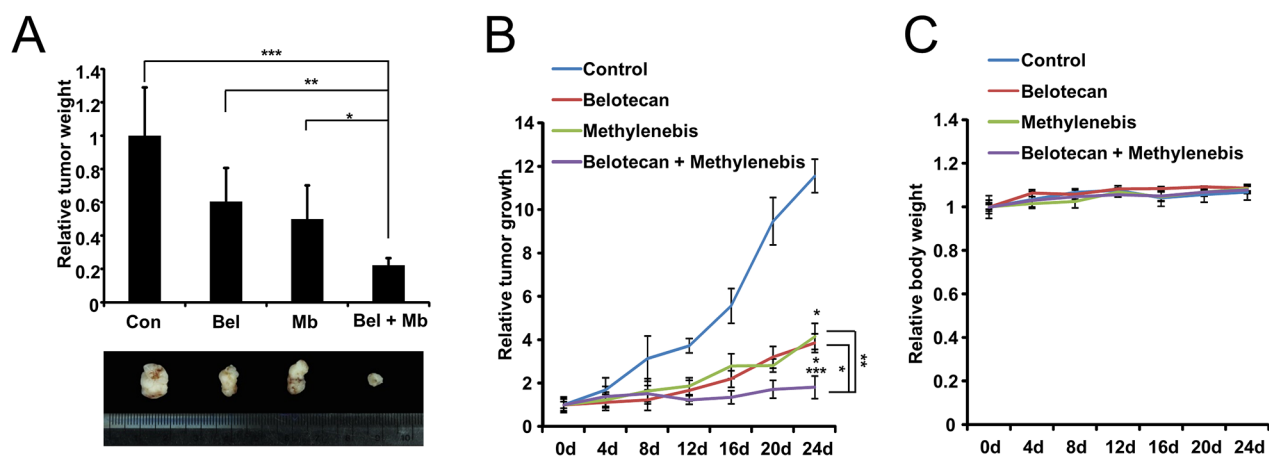 A
Relative tumor weight
1.4
1.2
1
0.8
0.6
0.4
0.2
0
***
**
*
Con Bel Mb Bel + Mb
B
Control
Belotecan
Methylenebis
Belotecan + Methylenebis
Relative tumor growth
14
12
10
8
6
4
2
0
*
*
***
*
**
0d 4d 8d 12d 16d 20d 24d
C
Control
Belotecan
Methylenebis
Belotecan + Methylenebis
Relative body weight
1.4
1.2
1
0.8
0.6
0.4
0.2
0
0d 4d 8d 12d 16d 20d 24d